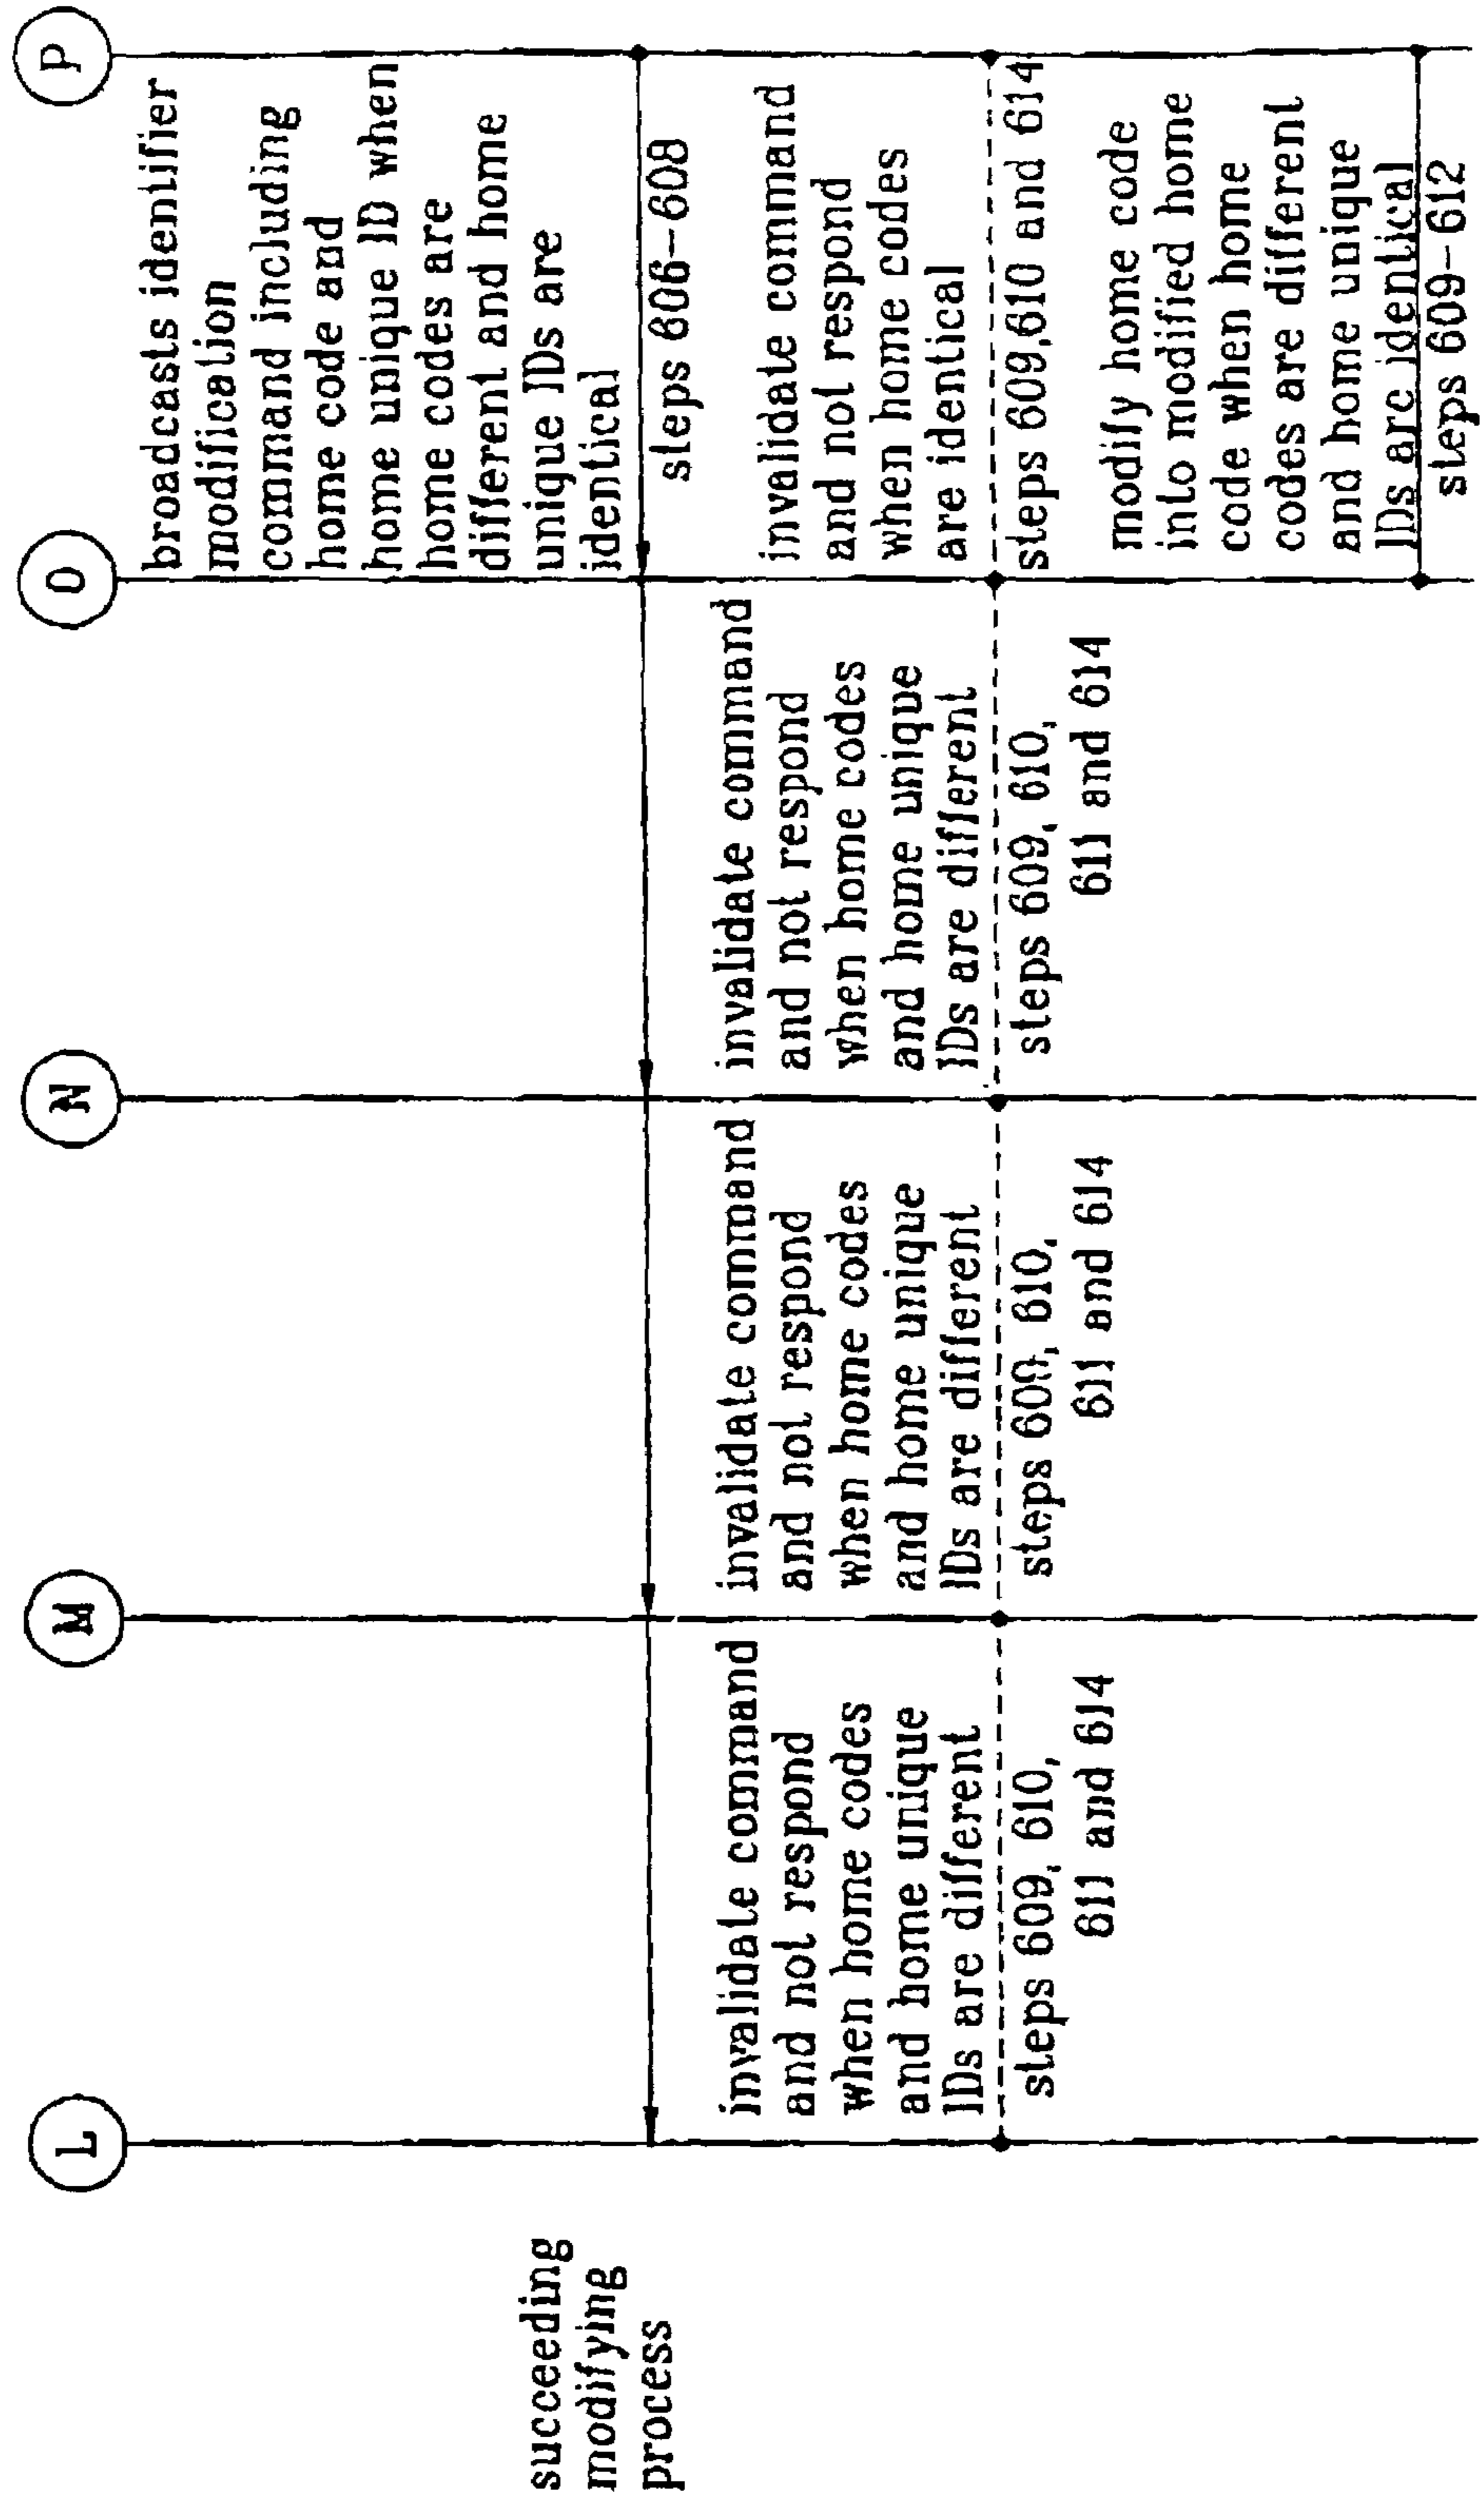 L
M
N
O
P
succeeding
modifying
process
broadcasts identifier
modification
command including
home code and
home unique ID when
home codes are
different and home
unique IDs are
identical
steps 606-608
invalidate command
and not respond
when home codes
and home unique
IDs are different
steps 609, 610,
611 and 614
invalidate command
and not respond
when home codes
and home unique
IDs are different
steps 609, 610,
611 and 614
invalidate command
and not respond
when home codes
and home unique
IDs are different
steps 609, 610,
611 and 614
invalidate command
and not respond
when home codes
are identical
steps 609,610 and 614
modify home code
into modified home
code when home
codes are different
and home unique
IDs are identical
steps 609-612